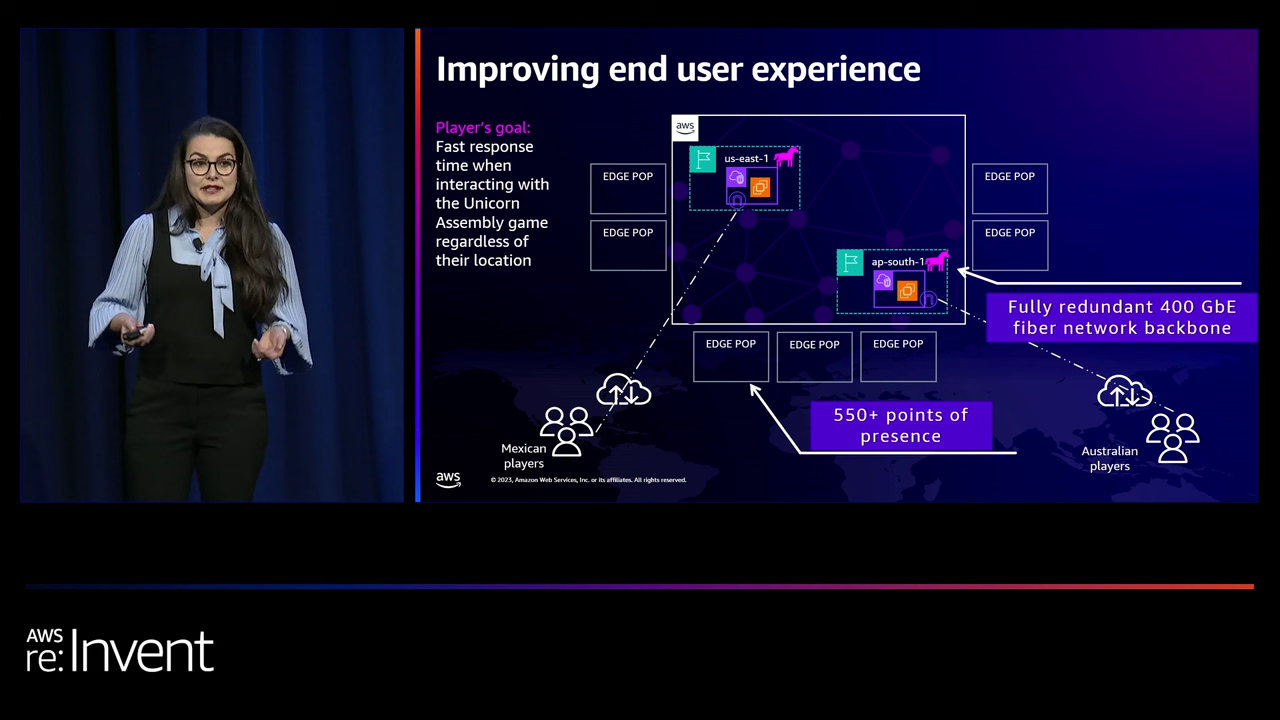 Improving end user experience
Player's goal:
Fast response
time when
interacting with
the Unicorn
Assembly game
regardless of
their location
aws
us-east-1
EDGE POP
EDGE POP
EDGE POP
EDGE POP
ap-south-1
Fully redundant 400 GbE
fiber network backbone
EDGE POP
EDGE POP
EDGE POP
550+ points of
presence
Mexican
players
Australian
players
aws
© 2023, Amazon Web Services, Inc. or its affiliates. All rights reserved.
AWS
re:Invent